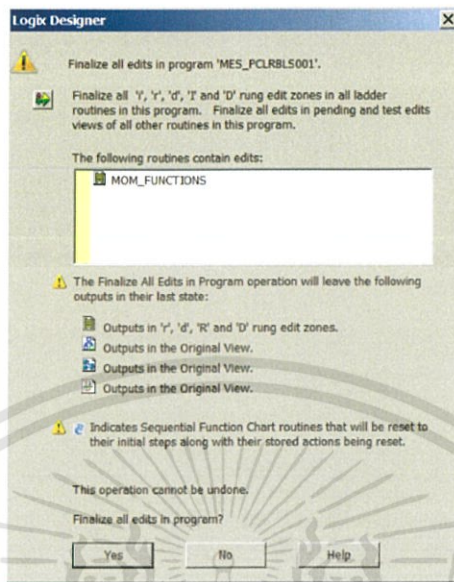 Logix Designer
Finalize all edits in program 'MES_PCLRBLS001'.
Finalize all 'i', 'r', 'd', 'I' and 'D' rung edit zones in all ladder
routines in this program. Finalize all edits in pending and test edits
views of all other routines in this program.
The following routines contain edits:
MOM_FUNCTIONS
The Finalize All Edits in Program operation will leave the following
outputs in their last state:
Outputs in 'r', 'd', 'R' and 'D' rung edit zones.
Outputs in the Original View.
Outputs in the Original View.
Outputs in the Original View.
Indicates Sequential Function Chart routines that will be reset to
their initial steps along with their stored actions being reset.
This operation cannot be undone.
Finalize all edits in program?
Yes
No
Help